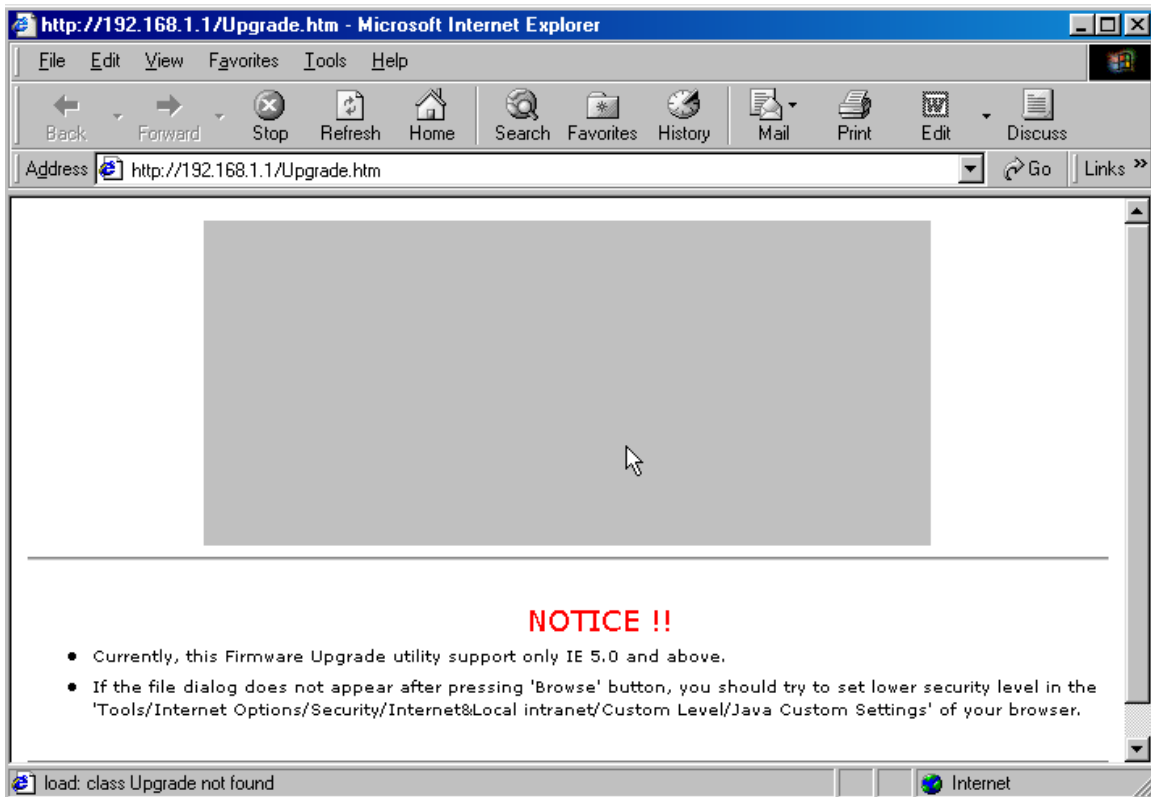 http://192.168.1.1/Upgrade.htm - Microsoft Internet Explorer
File Edit View Favorites Tools Help
Back Forward Stop Refresh Home Search Favorites History Mail Print Edit Discuss
Address http://192.168.1.1/Upgrade.htm Go Links »
NOTICE !!
• Currently, this Firmware Upgrade utility support only IE 5.0 and above.
• If the file dialog does not appear after pressing 'Browse' button, you should try to set lower security level in the
'Tools/Internet Options/Security/Internet&Local intranet/Custom Level/Java Custom Settings' of your browser.
load: class Upgrade not found Internet